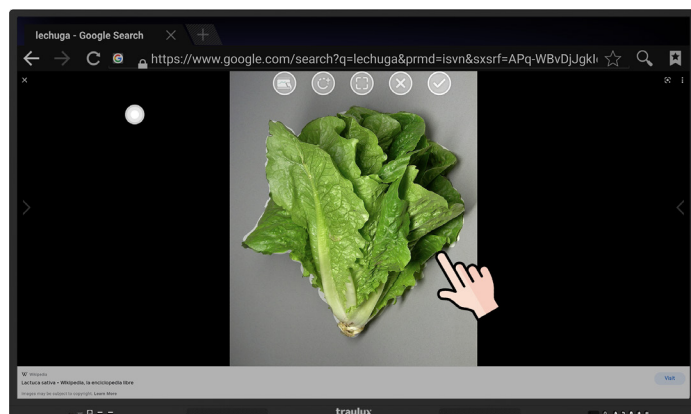 lechuga - Google Search
https://www.google.com/search?q=lechuga&prmd=isvn&sxsrf=APq-WBvDjJgkI
W Wikipedia
Lactuca sativa - Wikipedia, la enciclopedia libre
Visit
Images may be subject to copyright. Learn More
traulux